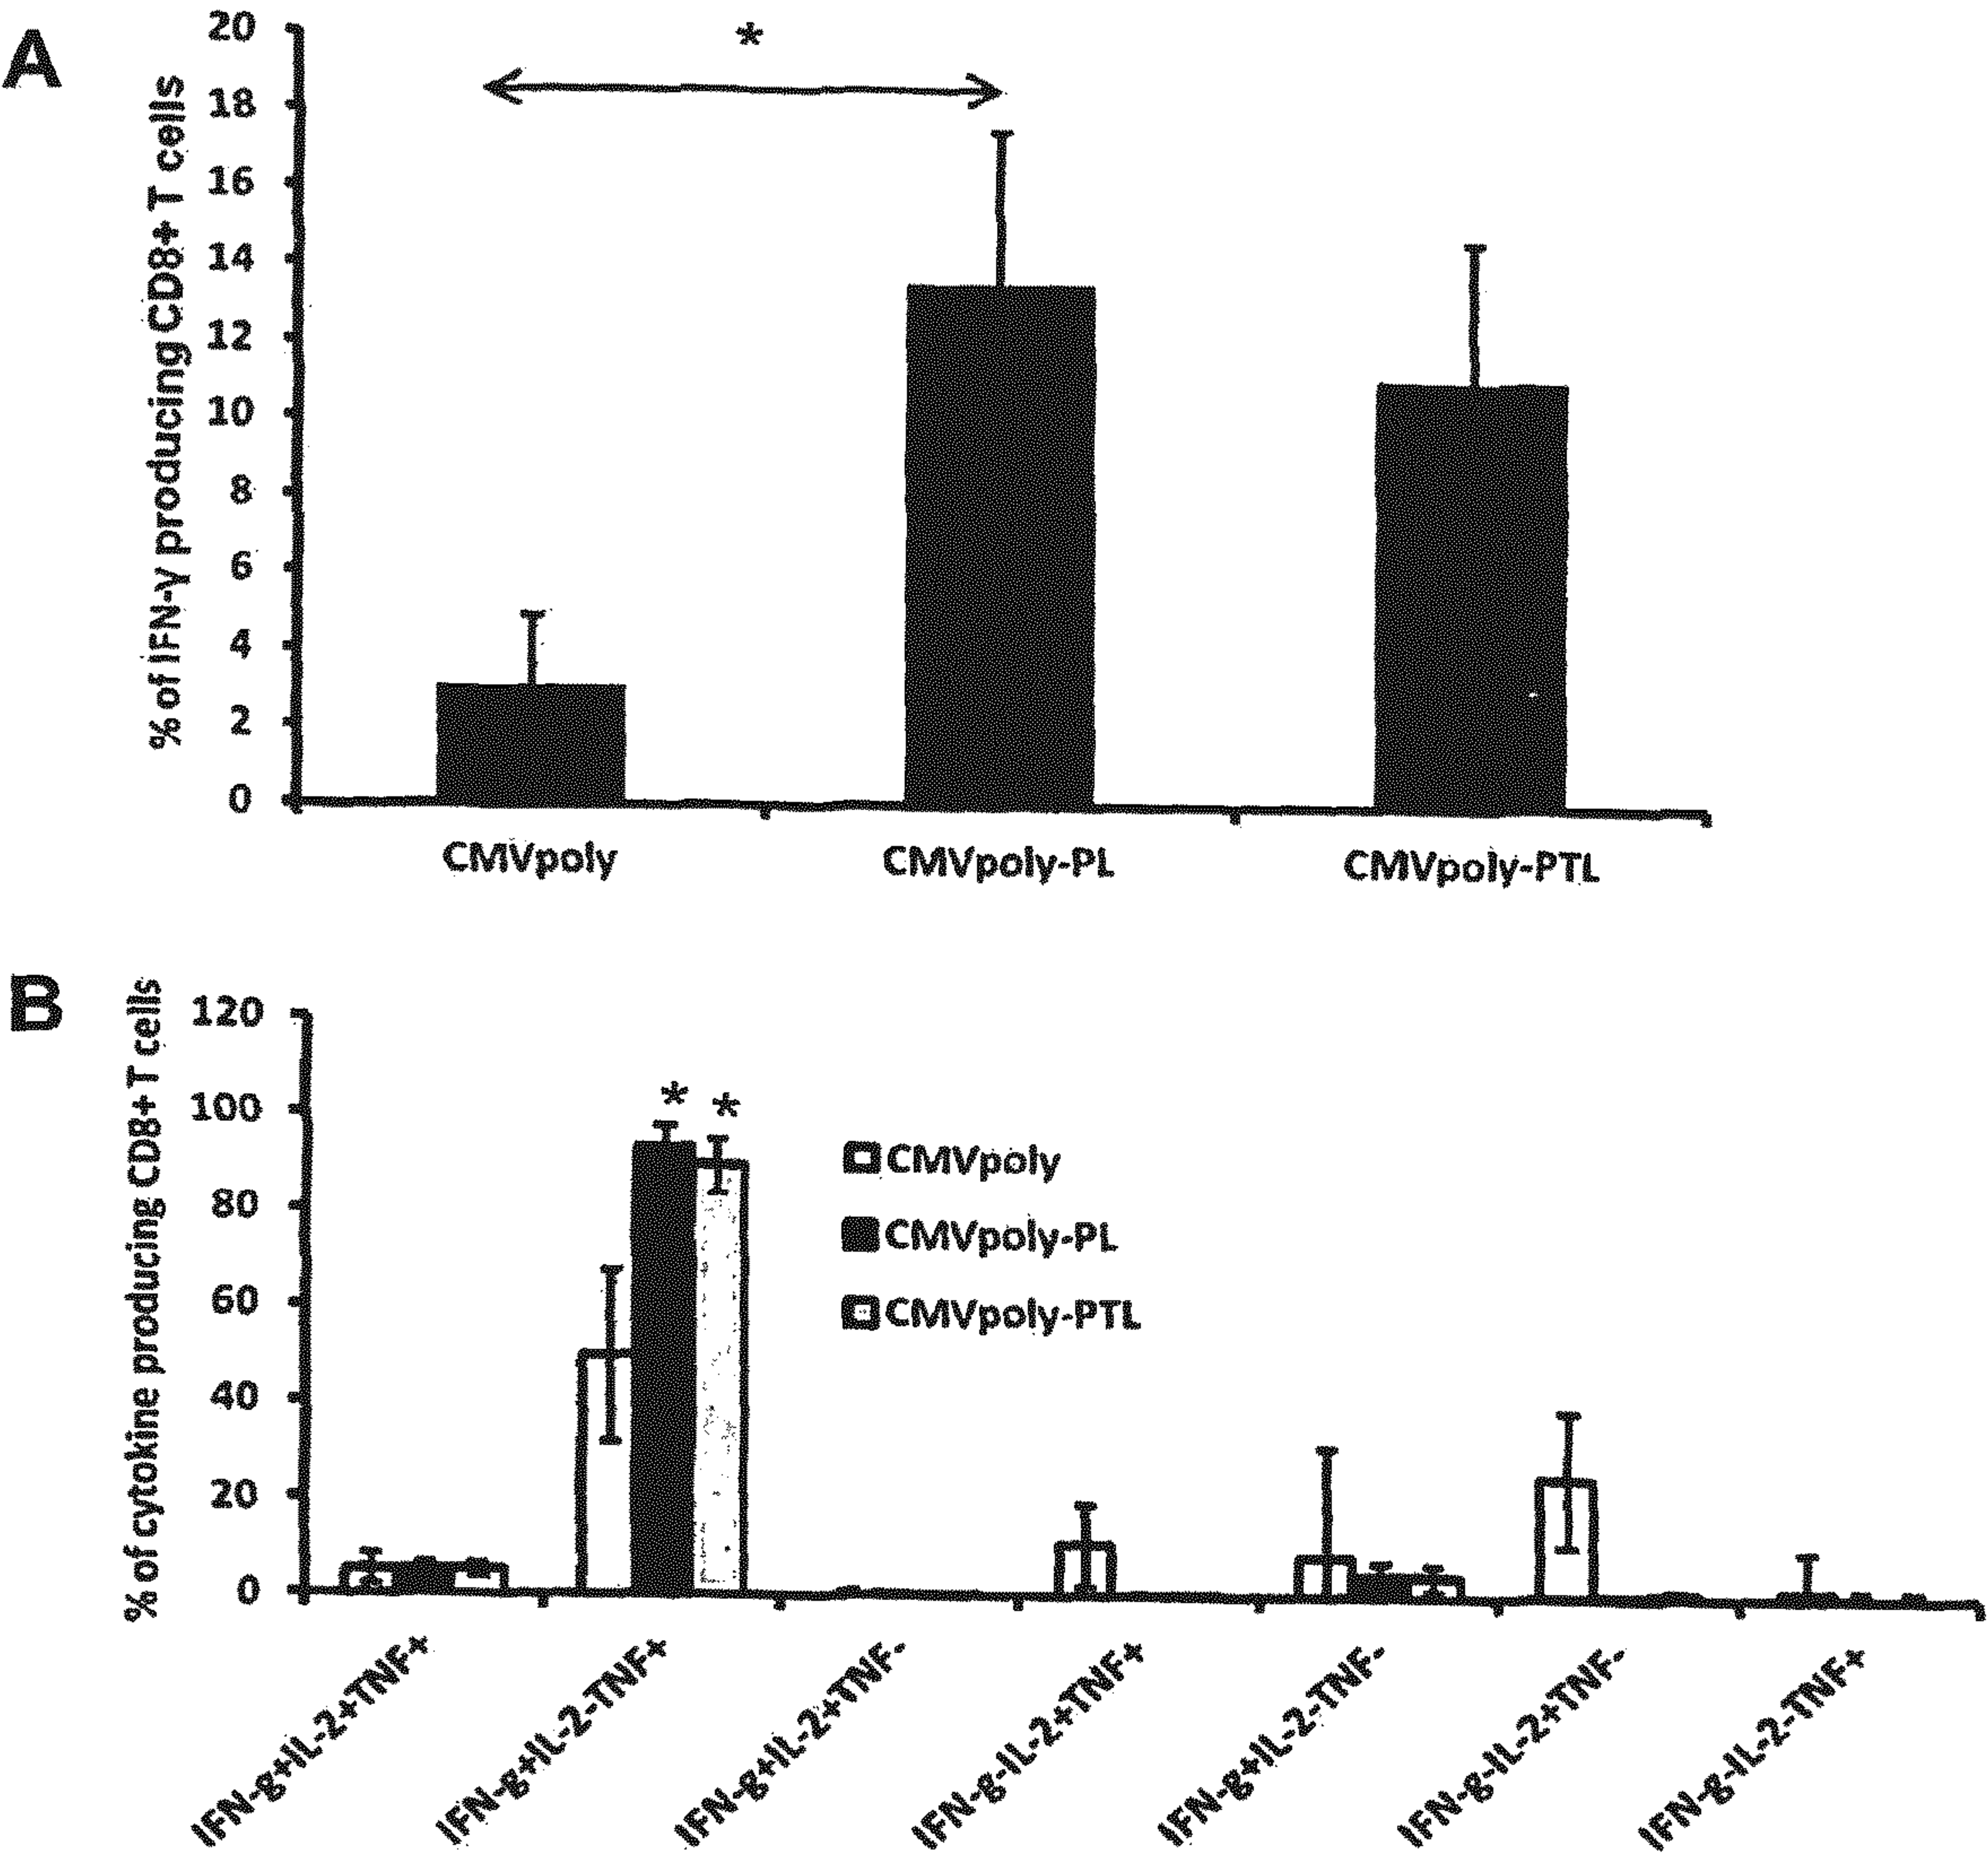 A
% of IFN-γ producing CD8+ T cells
20
18
16
14
12
10
8
6
4
2
0
*
CMVpoly
CMVpoly-PL
CMVpoly-PTL
B
% of cytokine producing CD8+ T cells
120
100
80
60
40
20
0
* *
CMVpoly
CMVpoly-PL
CMVpoly-PTL
IFN-g+IL-2+TNF+
IFN-g+IL-2-TNF+
IFN-g+IL-2+TNF-
IFN-g-IL-2+TNF+
IFN-g+IL-2-TNF-
IFN-g-IL-2+TNF-
IFN-g-IL-2-TNF+